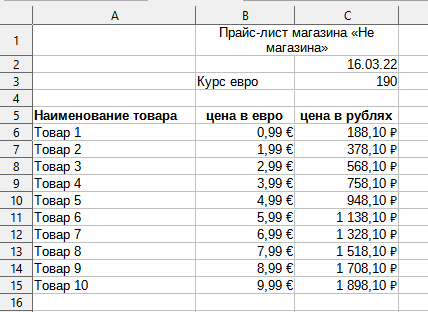 A B C
1 Прайс-лист магазина «Не
магазина»
2 16.03.22
3 Курс евро 190
4
5 Наименование товара цена в евро цена в рублях
6 Товар 1 0,99 € 188,10 ₽
7 Товар 2 1,99 € 378,10 ₽
8 Товар 3 2,99 € 568,10 ₽
9 Товар 4 3,99 € 758,10 ₽
10 Товар 5 4,99 € 948,10 ₽
11 Товар 6 5,99 € 1 138,10 ₽
12 Товар 7 6,99 € 1 328,10 ₽
13 Товар 8 7,99 € 1 518,10 ₽
14 Товар 9 8,99 € 1 708,10 ₽
15 Товар 10 9,99 € 1 898,10 ₽
16